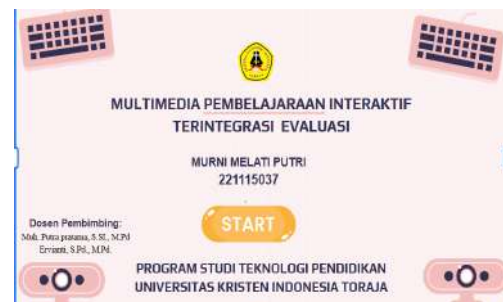 MULTIMEDIA PEMBELAJARAAN INTERAKTIF
TERINTEGRASI EVALUASI
MURNI MELATI PUTRI
221115037
START
Dosen Pembimbing:
Muh. Putra pratama, S.SI., M.Pd
Ervianti, S.Pd., M.Pd.
PROGRAM STUDI TEKNOLOGI PENDIDIKAN
UNIVERSITAS KRISTEN INDONESIA TORAJA